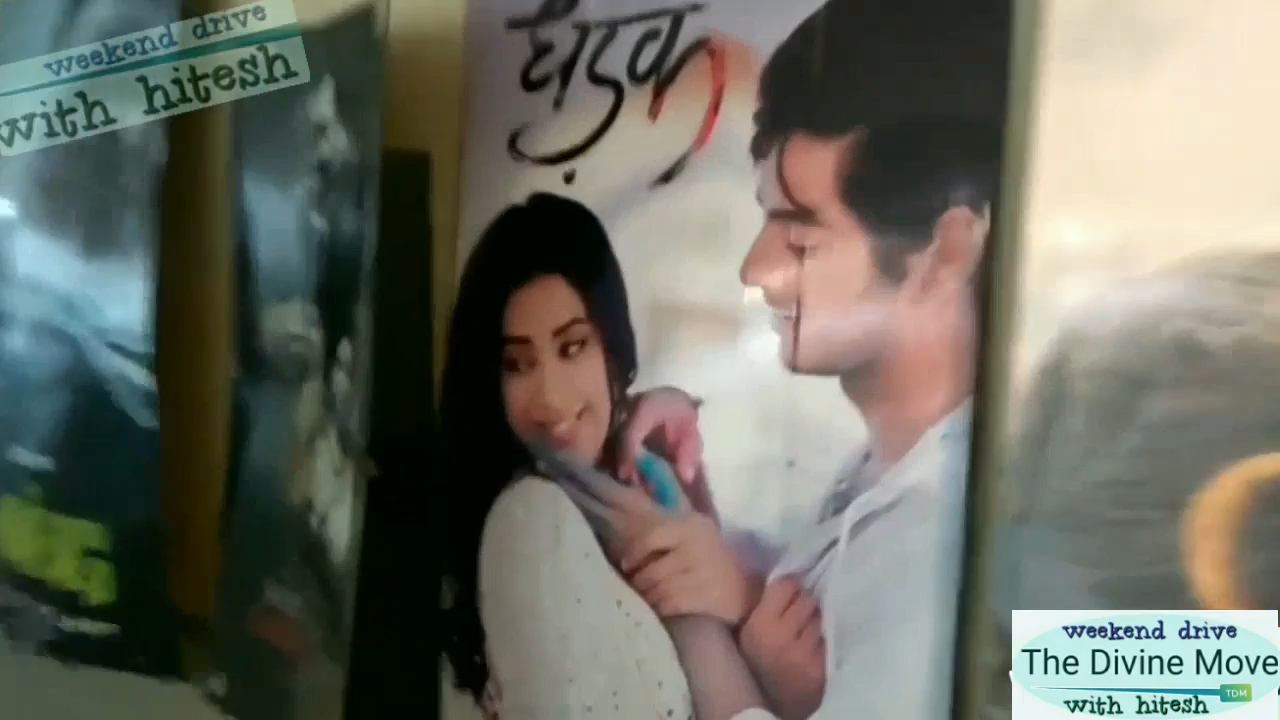 weekend drive
with hitesh
धड़क
weekend drive
The Divine Move
TDM
with hitesh